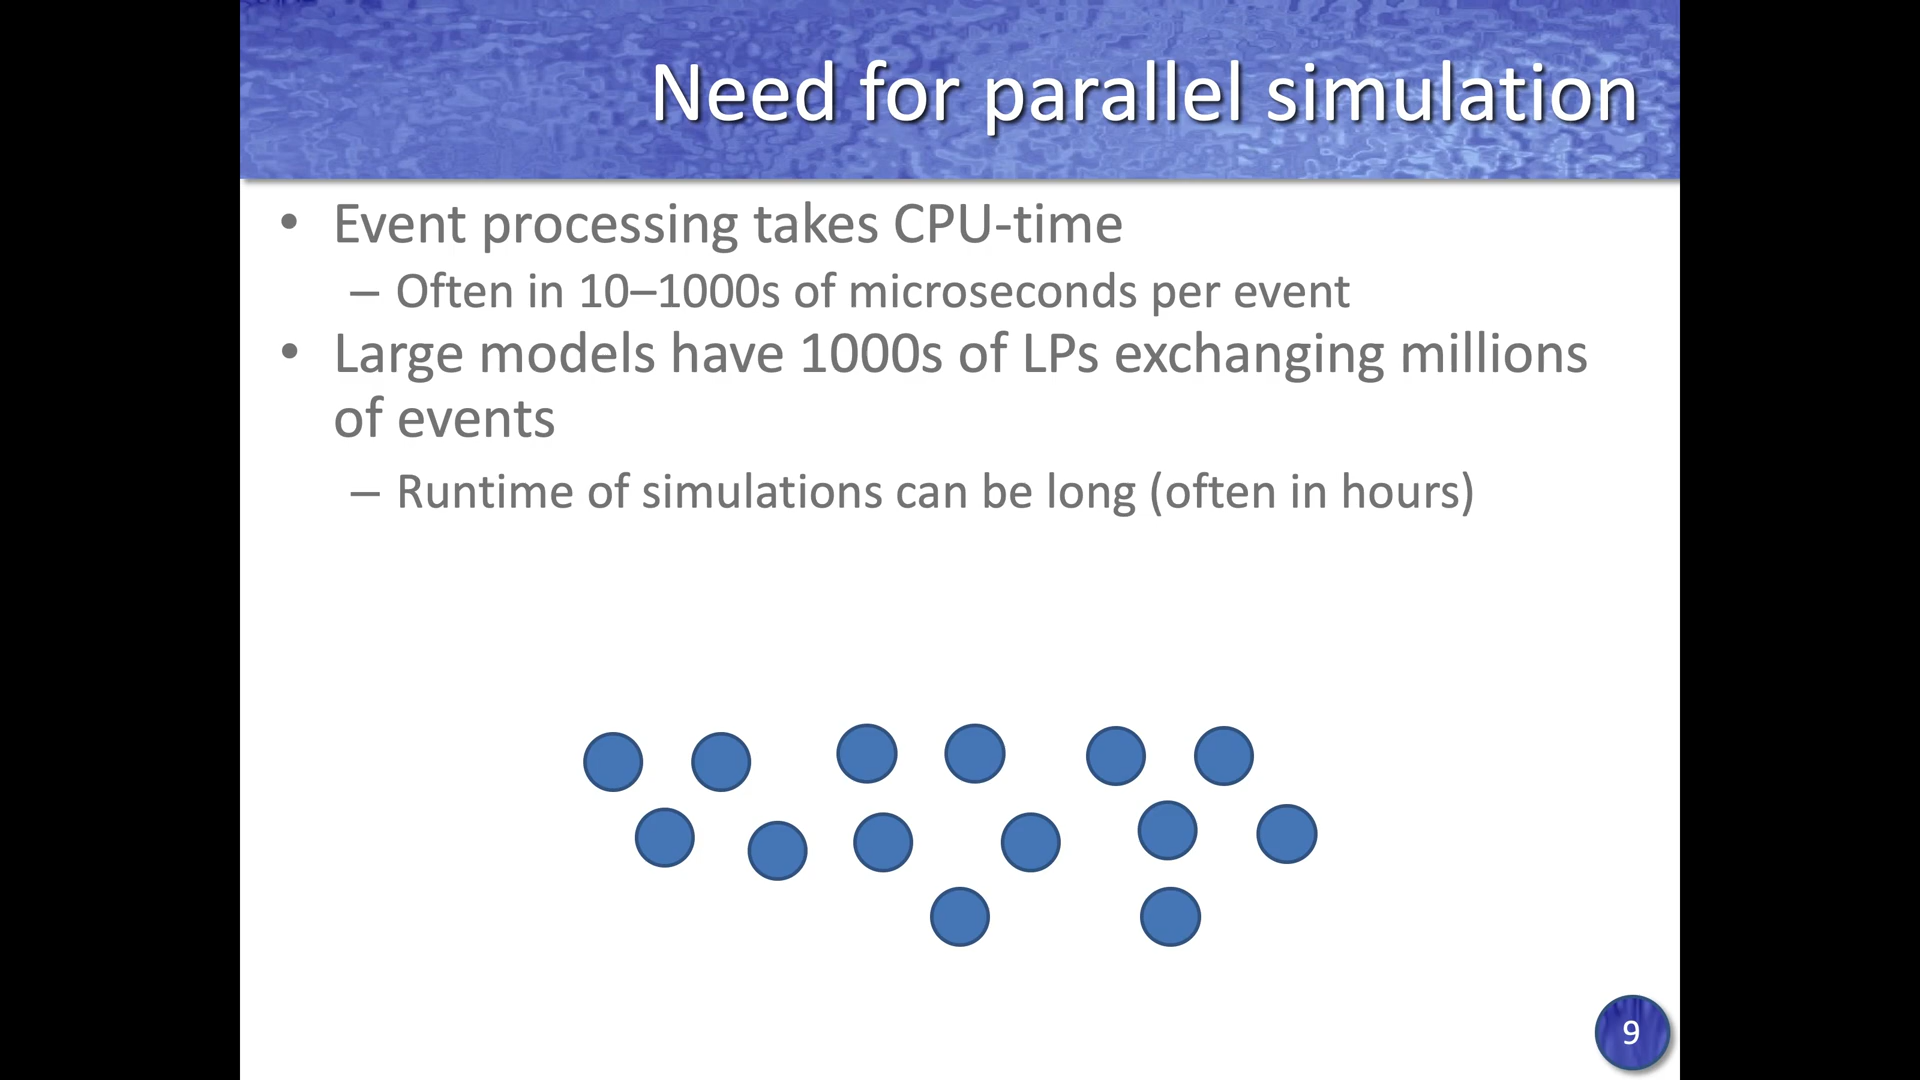 Need for parallel simulation
• Event processing takes CPU-time
– Often in 10–1000s of microseconds per event
• Large models have 1000s of LPs exchanging millions
of events
– Runtime of simulations can be long (often in hours)
9